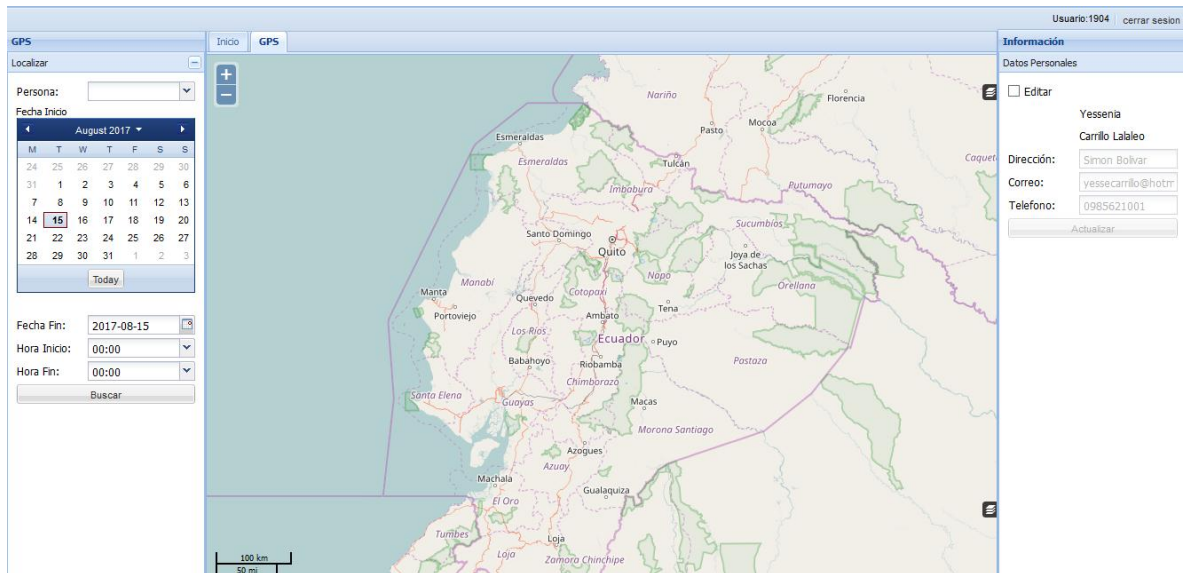 Usuario:1904 cerrar sesion
GPS
Localizar
Persona:
Fecha Inicio
August 2017
M T W T F S S
24 25 26 27 28 29 30
31 1 2 3 4 5 6
7 8 9 10 11 12 13
14 15 16 17 18 19 20
21 22 23 24 25 26 27
28 29 30 31 1 2 3
Today
Fecha Fin: 2017-08-15
Hora Inicio: 00:00
Hora Fin: 00:00
Buscar
Inicio GPS
+
−
Nariño
Florencia
Mocoa
Pasto
Esmeraldas
Esmeraldas
Tulcán
Caqueta
Imbabura
Putumayo
Sucumbíos
Santo Domingo
Quito
Joya de
los Sachas
Napo
Orellana
Manabí
Cotopaxi
Manta
Quevedo
Portoviejo
Ambato
Tena
Los Ríos
Ecuador
Puyo
Babahoyo
Riobamba
Pastaza
Chimborazo
Santa Elena
Guayas
Macas
Morona Santiago
Azogues
Azuay
Machala
Gualaquiza
El Oro
Tumbes
Loja
Loja
Zamora Chinchipe
100 km
50 mi
Información
Datos Personales
Editar
Yessenia
Carrillo Lalaleo
Dirección: Simon Bolivar
Correo: yessecarrillo@hotm
Telefono: 0985621001
Actualizar